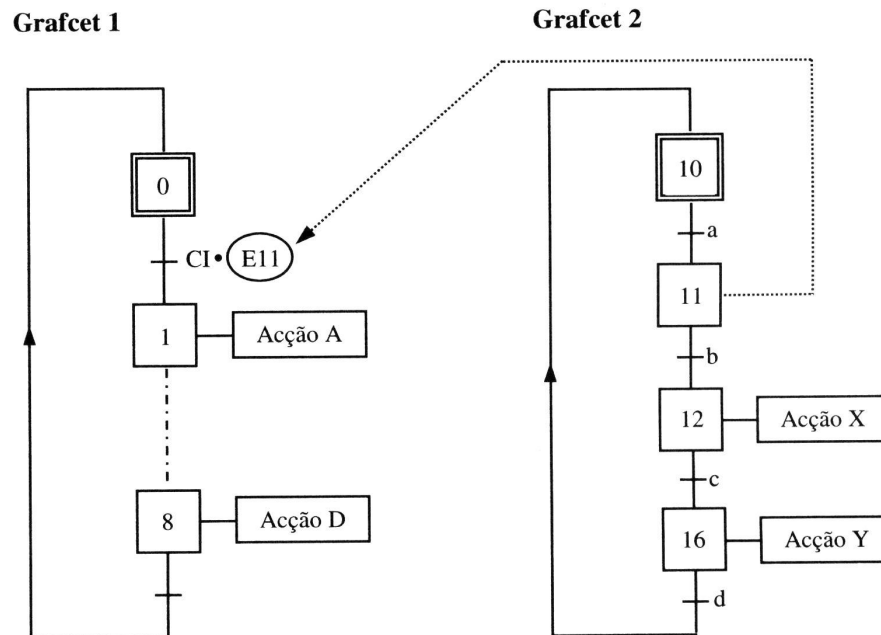 Grafcet 1
0
CI • E11
1
Acção A
8
Acção D
Grafcet 2
10
a
11
b
12
Acção X
c
16
Acção Y
d